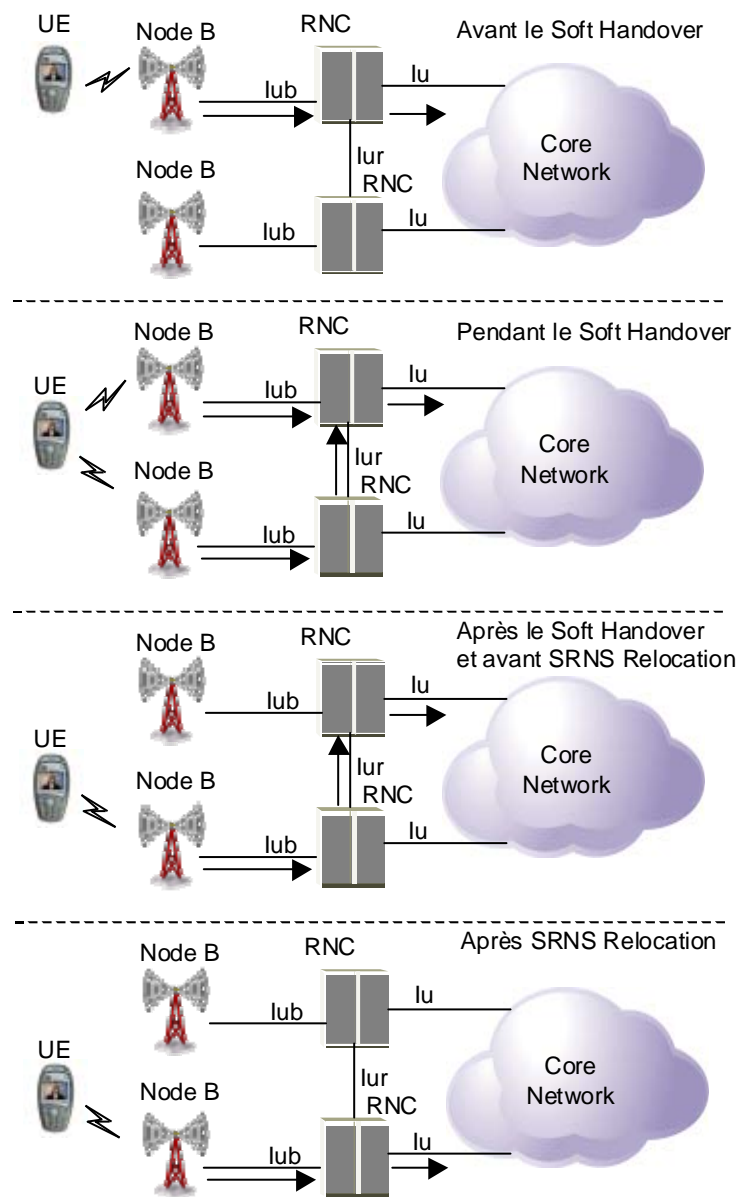 UE
Node B
RNC
Avant le Soft Handover
Iub
Iu
Core
Network
Iur
Node B
RNC
Iub
Iu
Node B
RNC
Pendant le Soft Handover
UE
Iub
Iu
Core
Network
Node B
Iur
RNC
Iub
Iu
Node B
RNC
Après le Soft Handover
et avant SRNS Relocation
Iub
Iu
UE
Core
Network
Node B
Iur
RNC
Iub
Iu
Node B
RNC
Après SRNS Relocation
Iub
Iu
UE
Core
Network
Node B
Iur
RNC
Iub
Iu